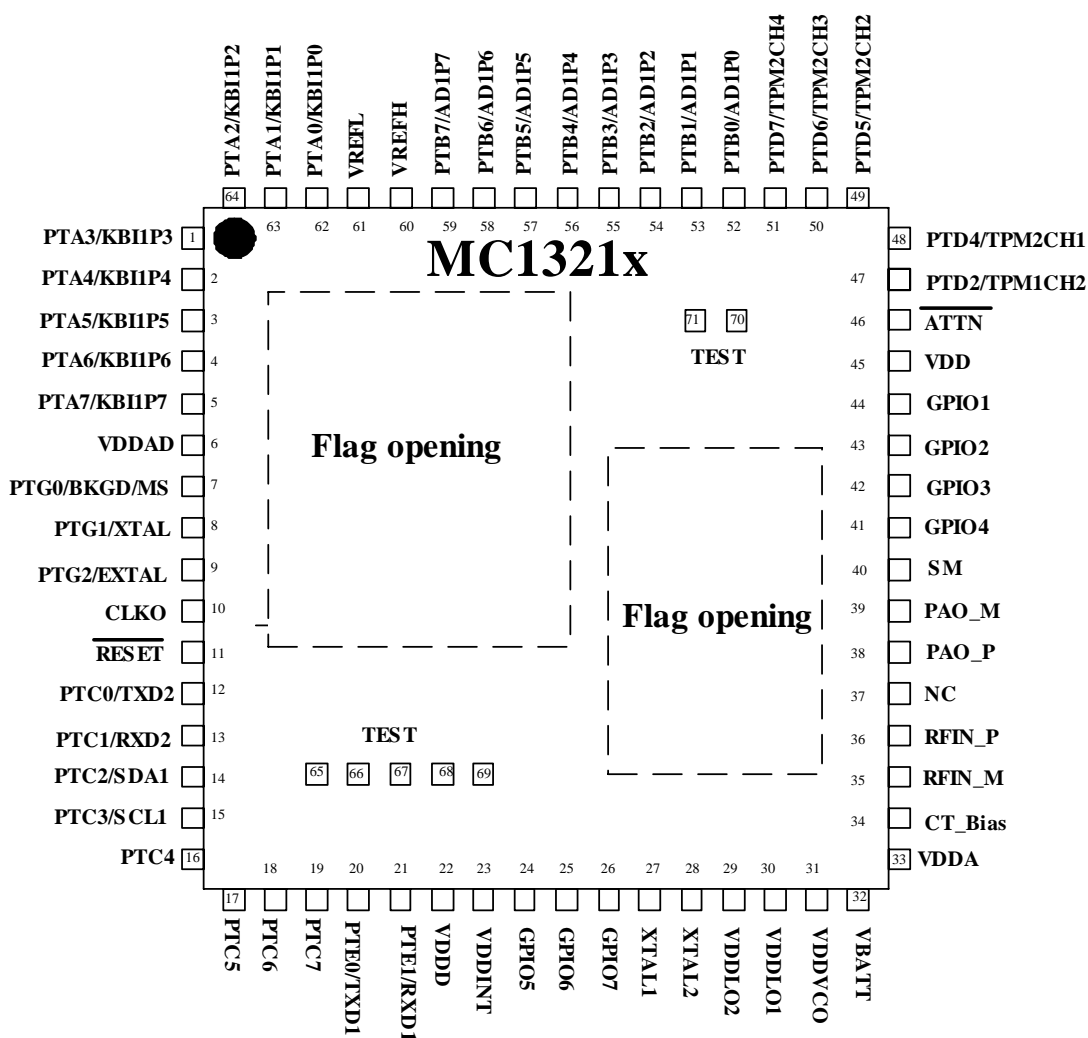 PTA2/KBI1P2
PTA1/KBI1P1
PTA0/KBI1P0
VREFL
VREFH
PTB7/AD1P7
PTB6/AD1P6
PTB5/AD1P5
PTB4/AD1P4
PTB3/AD1P3
PTB2/AD1P2
PTB1/AD1P1
PTB0/AD1P0
PTD7/TPM2CH4
PTD6/TPM2CH3
PTD5/TPM2CH2
64
63
62
61
60
59
58
57
56
55
54
53
52
51
50
49
MC1321x
PTA3/KBI1P3 1
PTA4/KBI1P4 2
PTA5/KBI1P5 3
PTA6/KBI1P6 4
PTA7/KBI1P7 5
VDDAD 6
PTG0/BKGD/MS 7
PTG1/XTAL 8
PTG2/EXTAL 9
CLKO 10
RESET 11
PTC0/TXD2 12
PTC1/RXD2 13
PTC2/SDA1 14
PTC3/SCL1 15
PTC4 16
48 PTD4/TPM2CH1
47 PTD2/TPM1CH2
46 ATTN
45 VDD
44 GPIO1
43 GPIO2
42 GPIO3
41 GPIO4
40 SM
39 PAO_M
38 PAO_P
37 NC
36 RFIN_P
35 RFIN_M
34 CT_Bias
33 VDDA
71 70
TEST
Flag opening
Flag opening
TEST
65 66 67 68 69
17
18
19
20
21
22
23
24
25
26
27
28
29
30
31
32
PTC5
PTC6
PTC7
PTE0/TXD1
PTE1/RXD1
VDDD
VDDINT
GPIO5
GPIO6
GPIO7
XTAL1
XTAL2
VDDLO2
VDDLO1
VDDVCO
VBATT